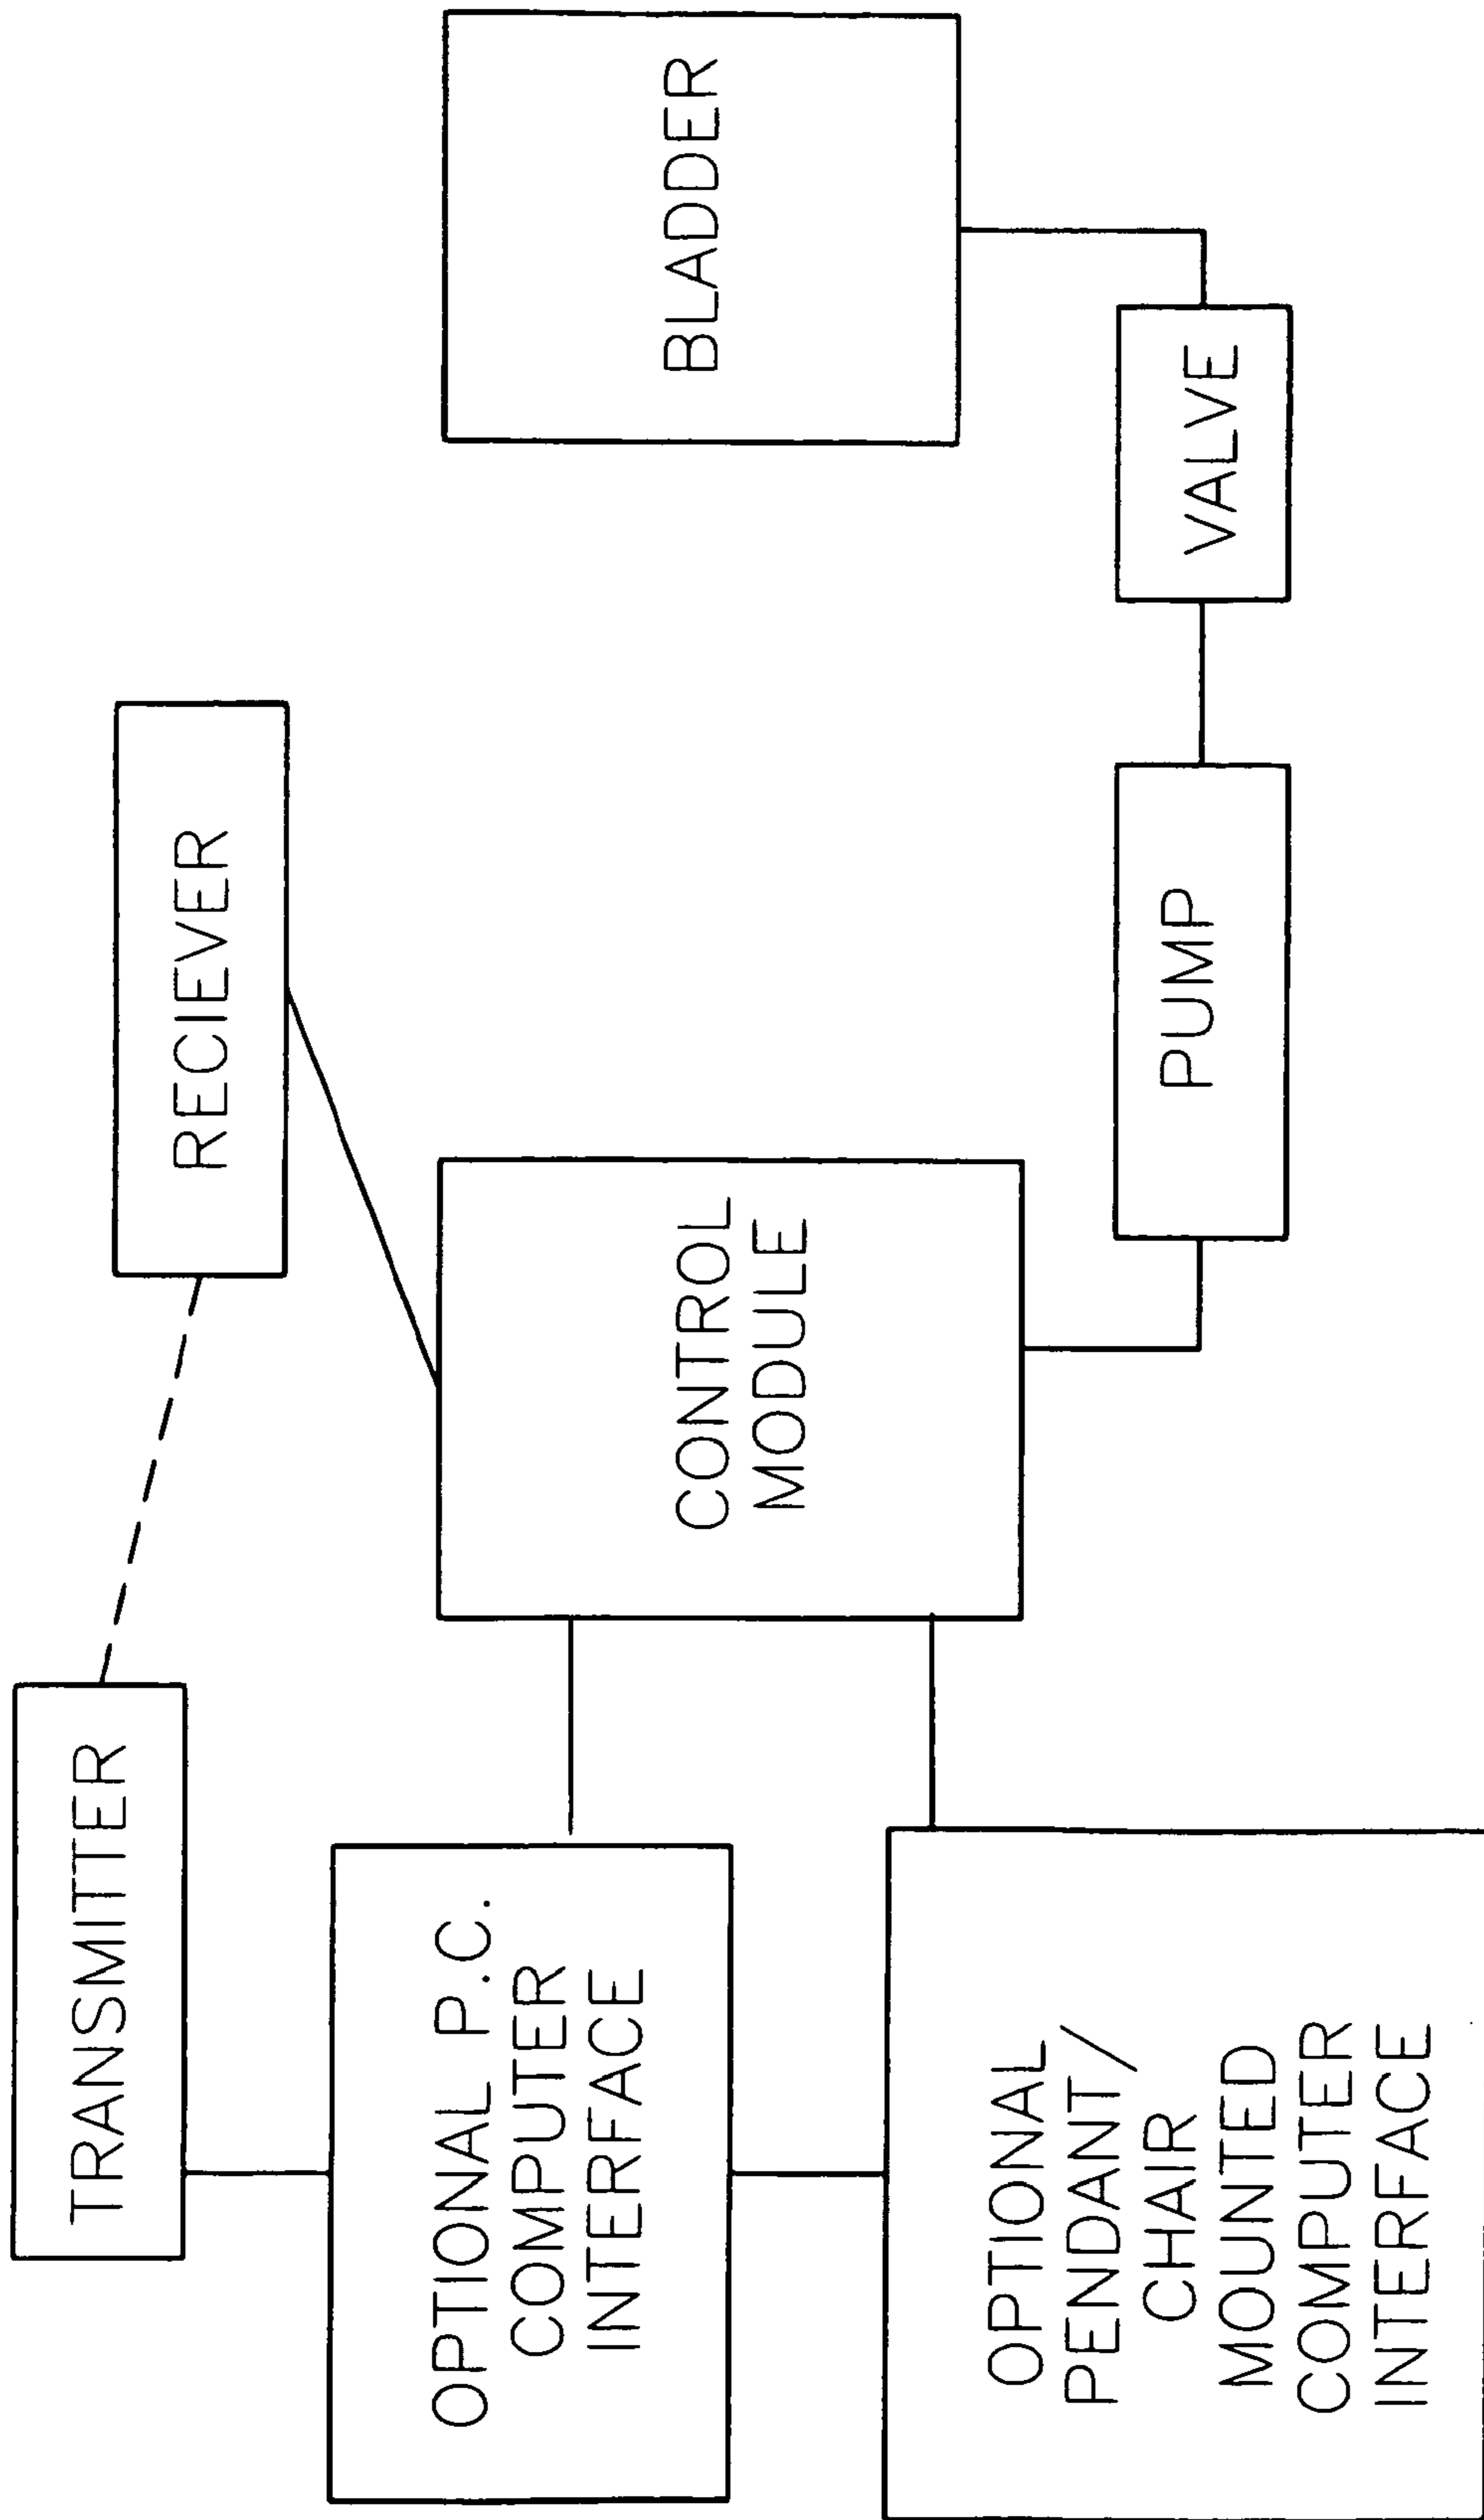 TRANSMITTER
RECIEVER
OPTIONAL P.C.
COMPUTER
INTERFACE
CONTROL
MODULE
BLADDER
OPTIONAL
PENDANT/
CHAIR
MOUNTED
COMPUTER
INTERFACE
PUMP
VALVE